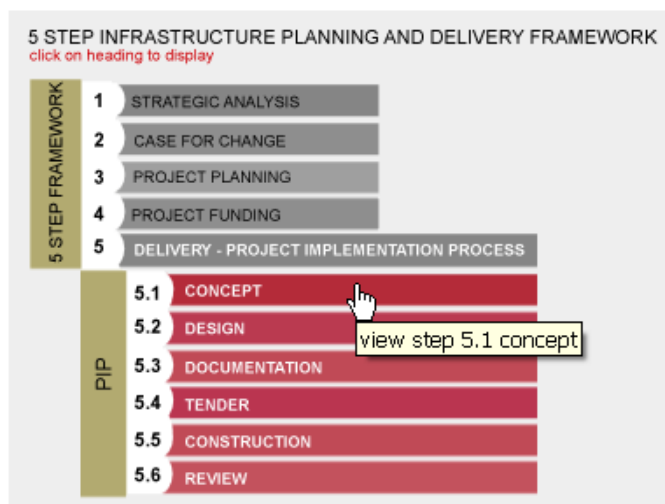 5 STEP INFRASTRUCTURE PLANNING AND DELIVERY FRAMEWORK
click on heading to display
5 STEP FRAMEWORK
1 STRATEGIC ANALYSIS
2 CASE FOR CHANGE
3 PROJECT PLANNING
4 PROJECT FUNDING
5 DELIVERY - PROJECT IMPLEMENTATION PROCESS
PIP
5.1 CONCEPT
view step 5.1 concept
5.2 DESIGN
5.3 DOCUMENTATION
5.4 TENDER
5.5 CONSTRUCTION
5.6 REVIEW